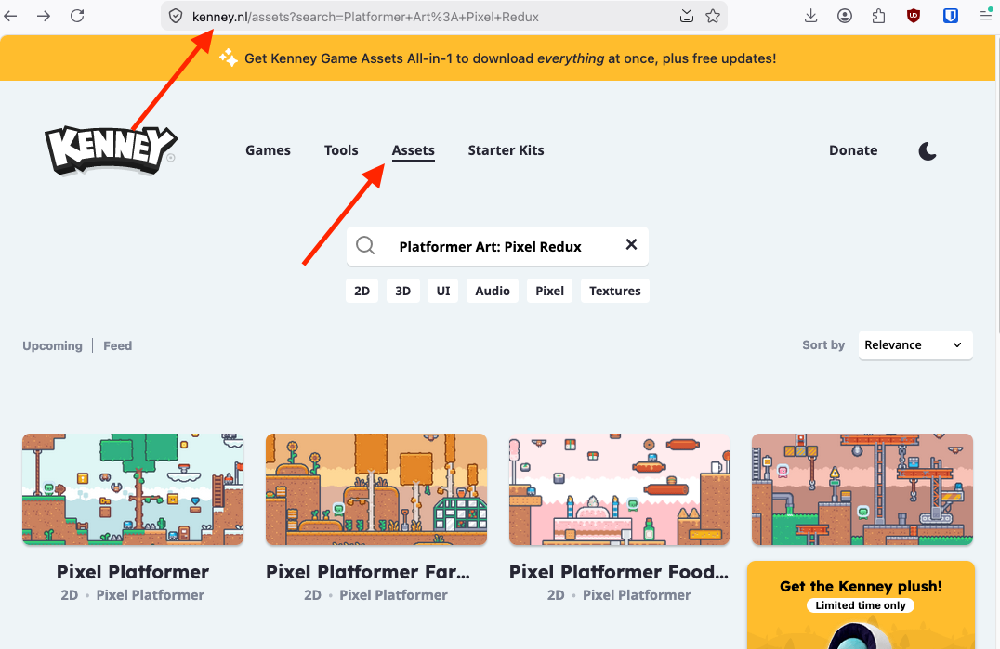 kenney.nl/assets?search=Platformer+Art%3A+Pixel+Redux
Get Kenney Game Assets All-in-1 to download everything at once, plus free updates!
KENNEY
Games Tools Assets Starter Kits Donate
Platformer Art: Pixel Redux
2D 3D UI Audio Pixel Textures
Upcoming | Feed Sort by Relevance
Pixel Platformer Pixel Platformer Far... Pixel Platformer Food...
2D • Pixel Platformer 2D • Pixel Platformer 2D • Pixel Platformer
Get the Kenney plush!
Limited time only